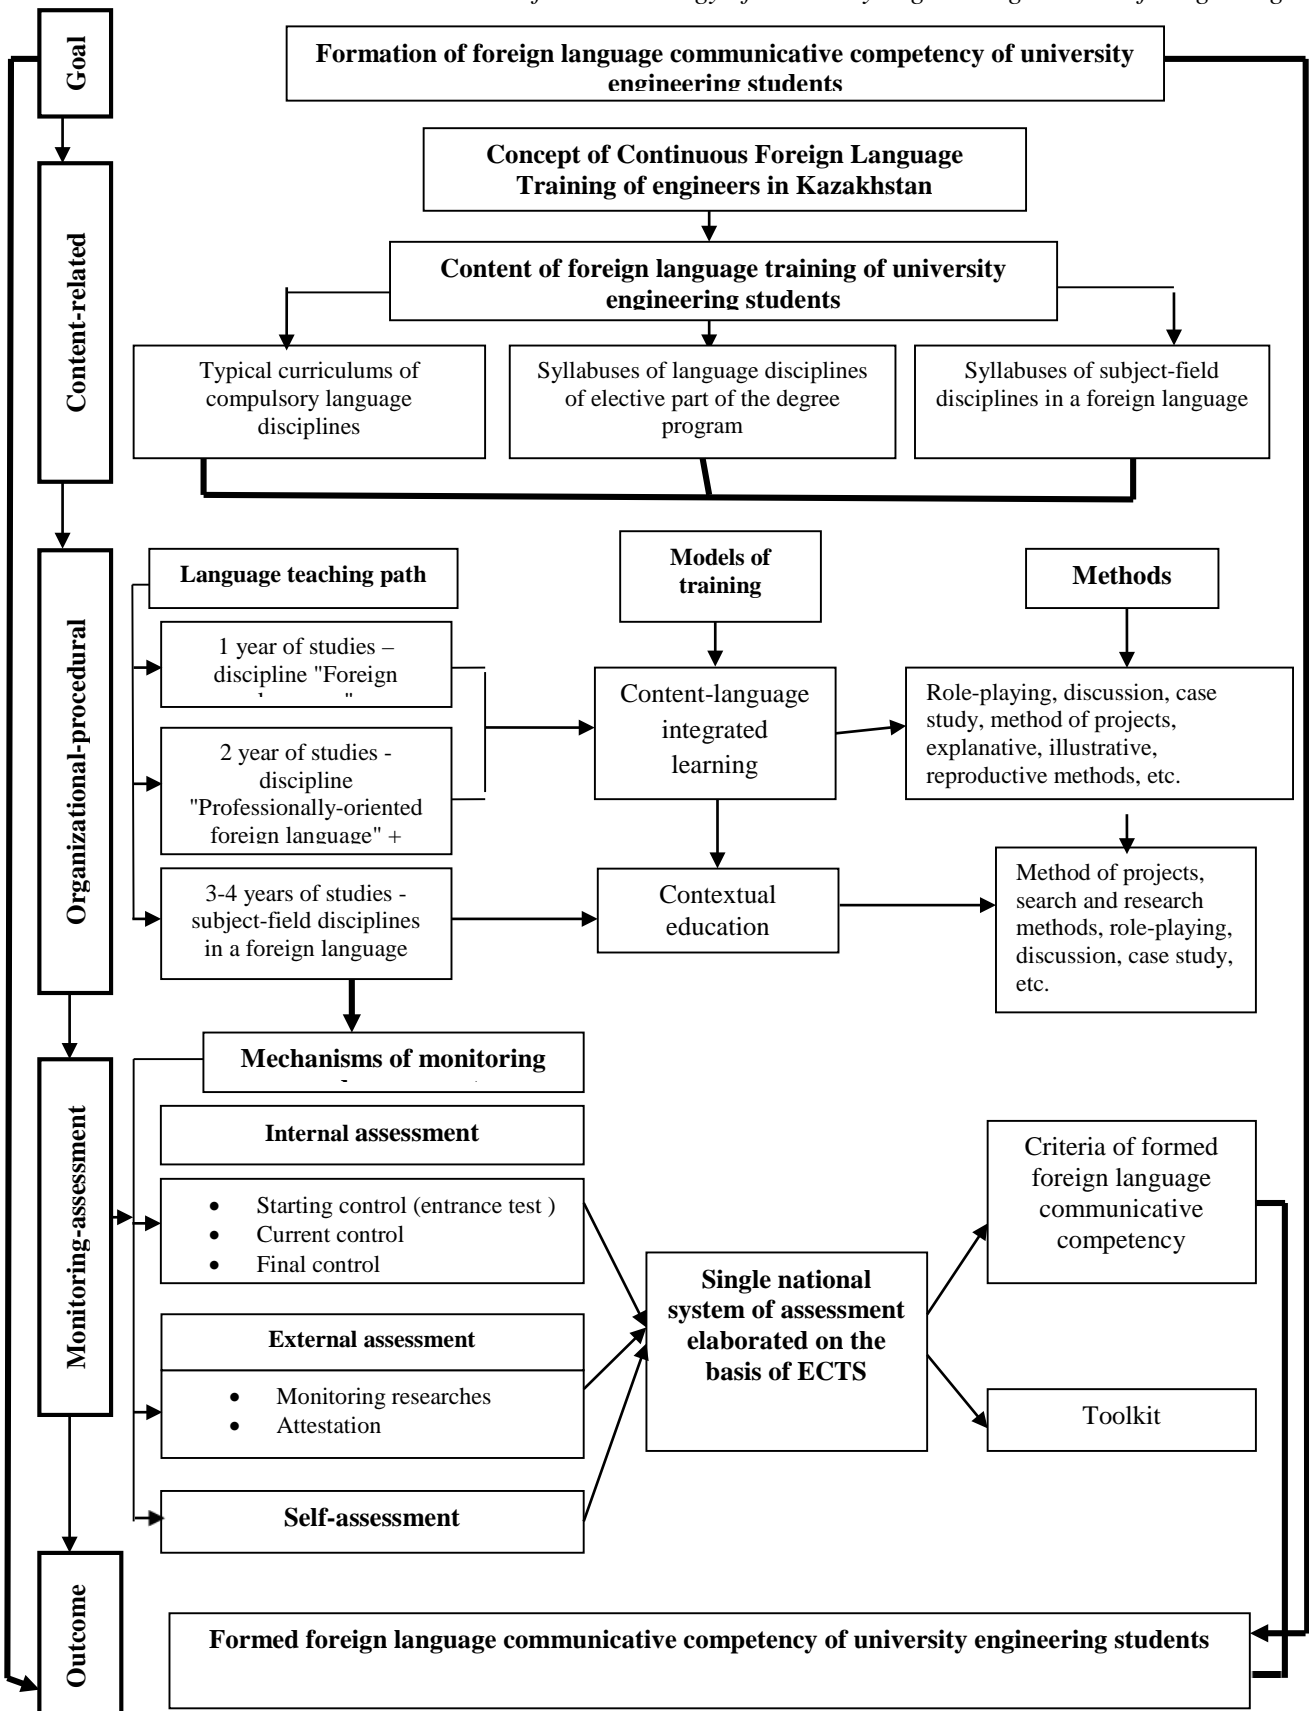 Goal
Formation of foreign language communicative competency of university
engineering students
Concept of Continuous Foreign Language
Training of engineers in Kazakhstan
Content-related
Content of foreign language training of university
engineering students
Typical curriculums of
compulsory language
disciplines
Syllabuses of language disciplines
of elective part of the degree
program
Syllabuses of subject-field
disciplines in a foreign language
Organizational-procedural
Language teaching path
Models of
training
Methods
1 year of studies –
discipline "Foreign
Content-language
integrated
learning
Role-playing, discussion, case
study, method of projects,
explanative, illustrative,
reproductive methods, etc.
2 year of studies -
discipline
"Professionally-oriented
foreign language" +
3-4 years of studies -
subject-field disciplines
in a foreign language
Contextual
education
Method of projects,
search and research
methods, role-playing,
discussion, case study,
etc.
Monitoring-assessment
Mechanisms of monitoring
Internal assessment
• Starting control (entrance test )
• Current control
• Final control
External assessment
• Monitoring researches
• Attestation
Self-assessment
Single national
system of assessment
elaborated on the
basis of ECTS
Criteria of formed
foreign language
communicative
competency
Toolkit
Outcome
Formed foreign language communicative competency of university engineering students